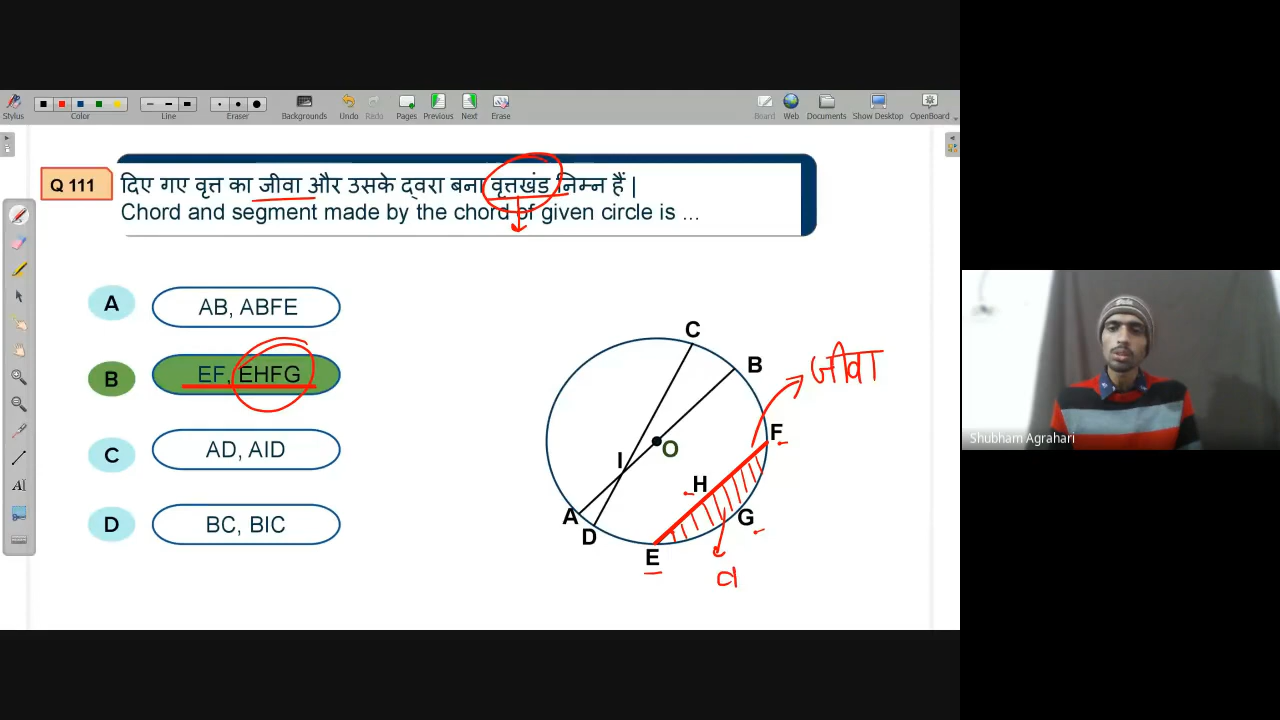 Stylus
Color
Line
Eraser
Backgrounds
Undo
Redo
Pages
Previous
Next
Erase
Board
Web
Documents
Show Desktop
OpenBoard
Q 111
दिए गए वृत्त का जीवा और उसके द्वरा बना वृत्तखंड निम्न हैं |
Chord and segment made by the chord of given circle is ...
A
AB, ABFE
B
EF, EHFG
C
AD, AID
D
BC, BIC
C
B
जीवा
F
O
I
H
A
G
D
E
व
Shubham Agrahari